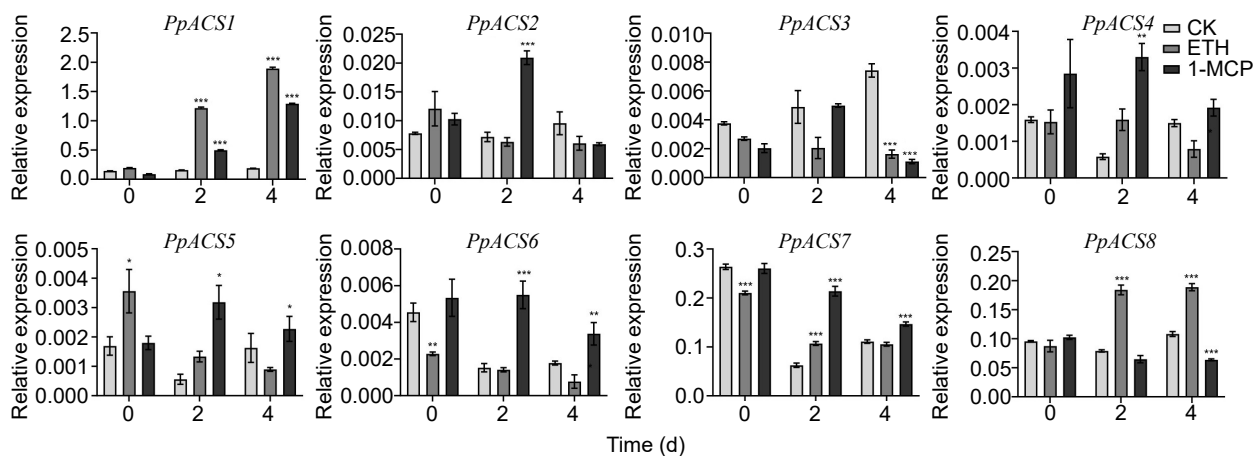 PpACS1 PpACS2 PpACS3 PpACS4
Relative expression
2.5
2.0
1.5
1.0
0.5
0.0
*** *** *** ***
0 2 4
Relative expression
0.025
0.020
0.015
0.010
0.005
0.000
***
0 2 4
Relative expression
0.010
0.008
0.006
0.004
0.002
0.000
*** ***
0 2 4
Relative expression
0.004
0.003
0.002
0.001
0.000
**
0 2 4
CK
ETH
1-MCP
PpACS5 PpACS6 PpACS7 PpACS8
Relative expression
0.005
0.004
0.003
0.002
0.001
0.000
* * *
0 2 4
Relative expression
0.008
0.006
0.004
0.002
0.000
** *** **
0 2 4
Relative expression
0.3
0.2
0.1
0.0
*** *** *** ***
0 2 4
Relative expression
0.25
0.20
0.15
0.10
0.05
0.00
*** *** ***
0 2 4
Time (d)